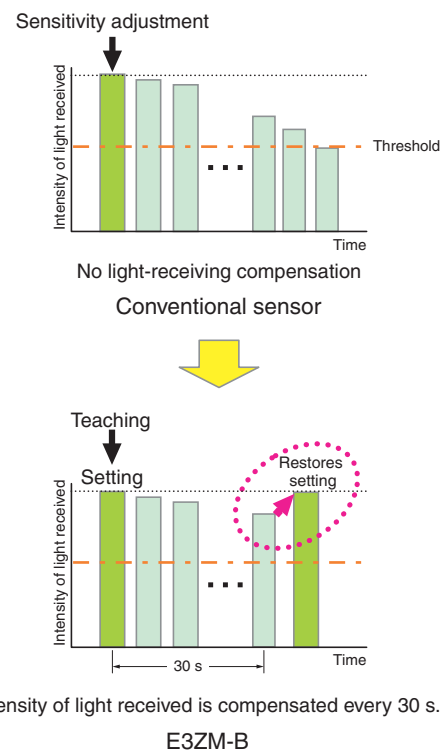 Sensitivity adjustment
Intensity of light received
Threshold
Time
No light-receiving compensation
Conventional sensor
Teaching
Setting
Restores
setting
Intensity of light received
Time
30 s
ensity of light received is compensated every 30 s.
E3ZM-B